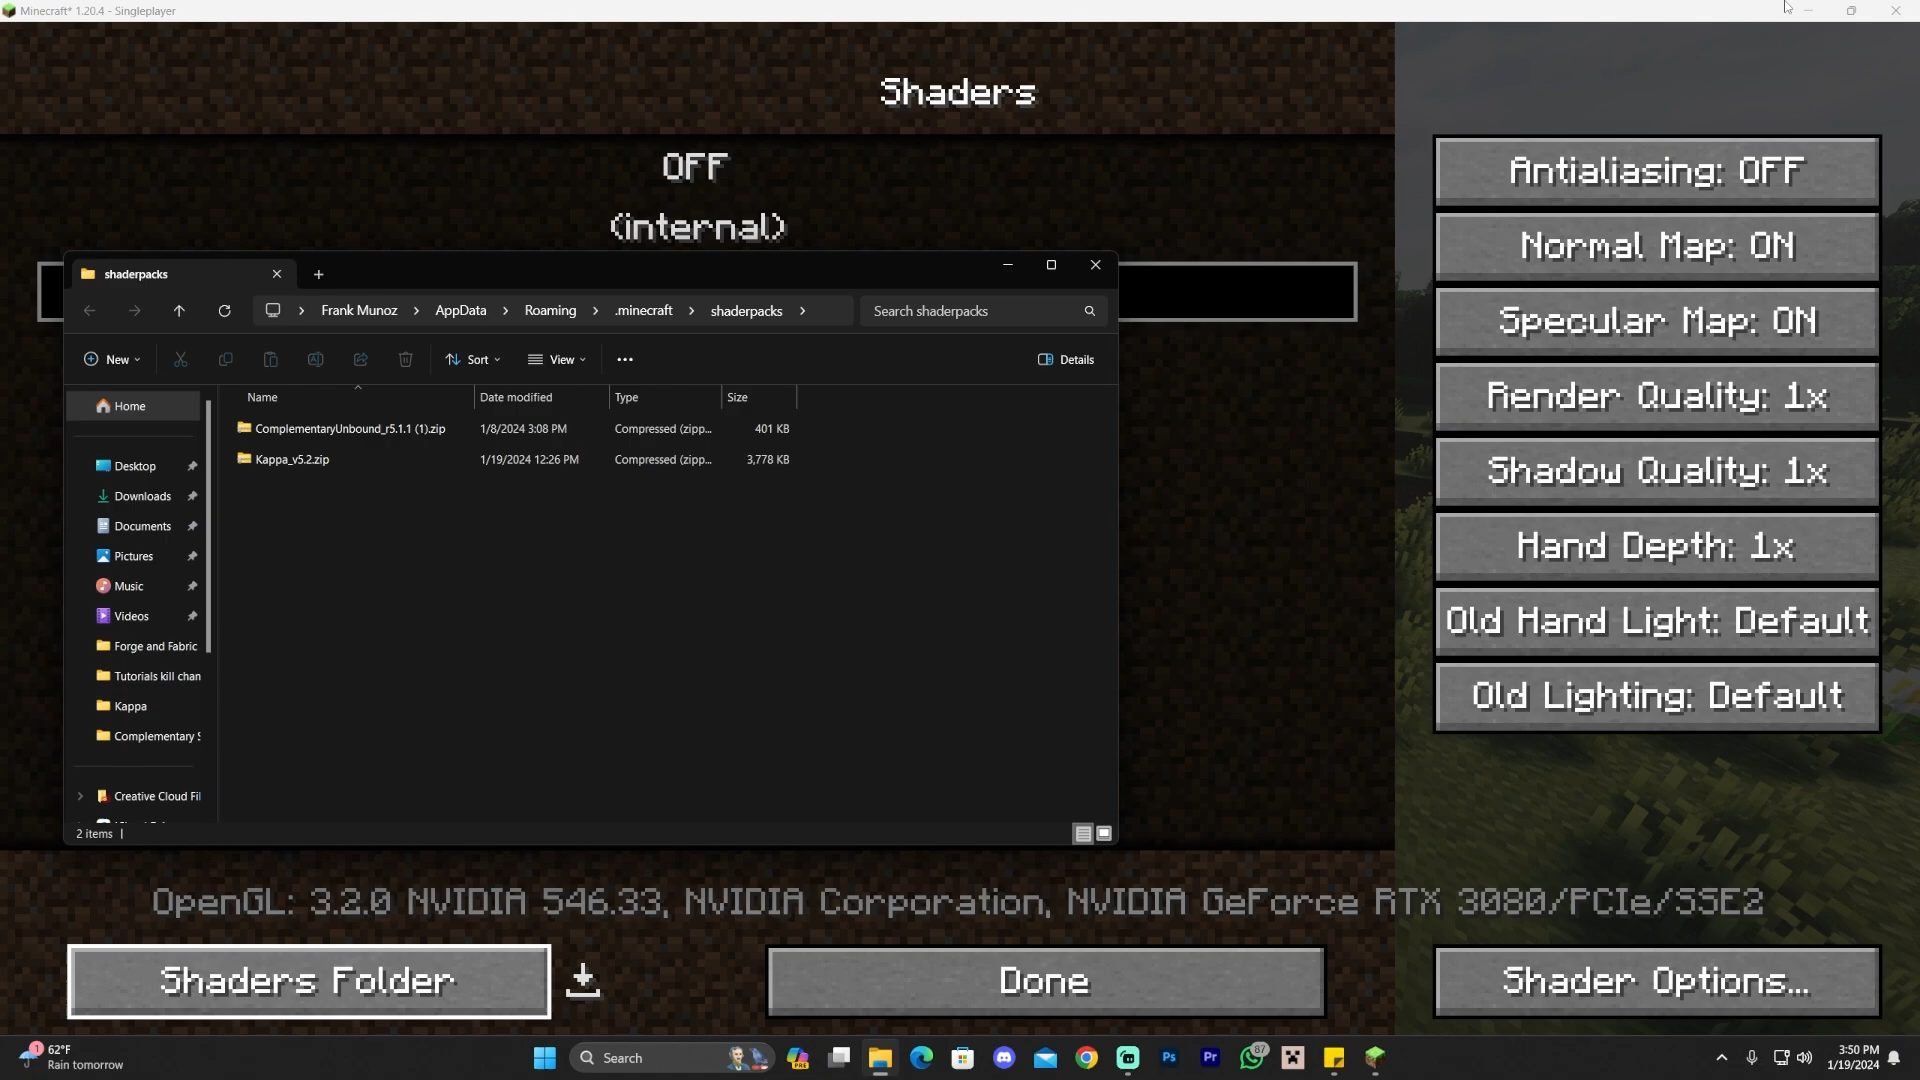 Minecraft* 1.20.4 - Singleplayer
Shaders
OFF
(internal)
Antialiasing: OFF
Normal Map: ON
Specular Map: ON
Render Quality: 1x
Shadow Quality: 1x
Hand Depth: 1x
Old Hand Light: Default
Old Lighting: Default
shaderpacks
Frank Munoz > AppData > Roaming > .minecraft > shaderpacks >
Search shaderpacks
New
Sort
View
Details
Home
Desktop
Downloads
Documents
Pictures
Music
Videos
Forge and Fabric
Tutorials kill chan
Kappa
Complementary S
Creative Cloud Fil
Name Date modified Type Size
ComplementaryUnbound_r5.1.1 (1).zip 1/8/2024 3:08 PM Compressed (zipp... 401 KB
Kappa_v5.2.zip 1/19/2024 12:26 PM Compressed (zipp... 3,778 KB
2 items
OpenGL: 3.2.0 NVIDIA 546.33, NVIDIA Corporation, NVIDIA GeForce RTX 3080/PCIe/SSE2
Shaders Folder
Done
Shader Options...
1
62°F
Rain tomorrow
Search
PRE
Ps
Pr
87
3:50 PM
1/19/2024